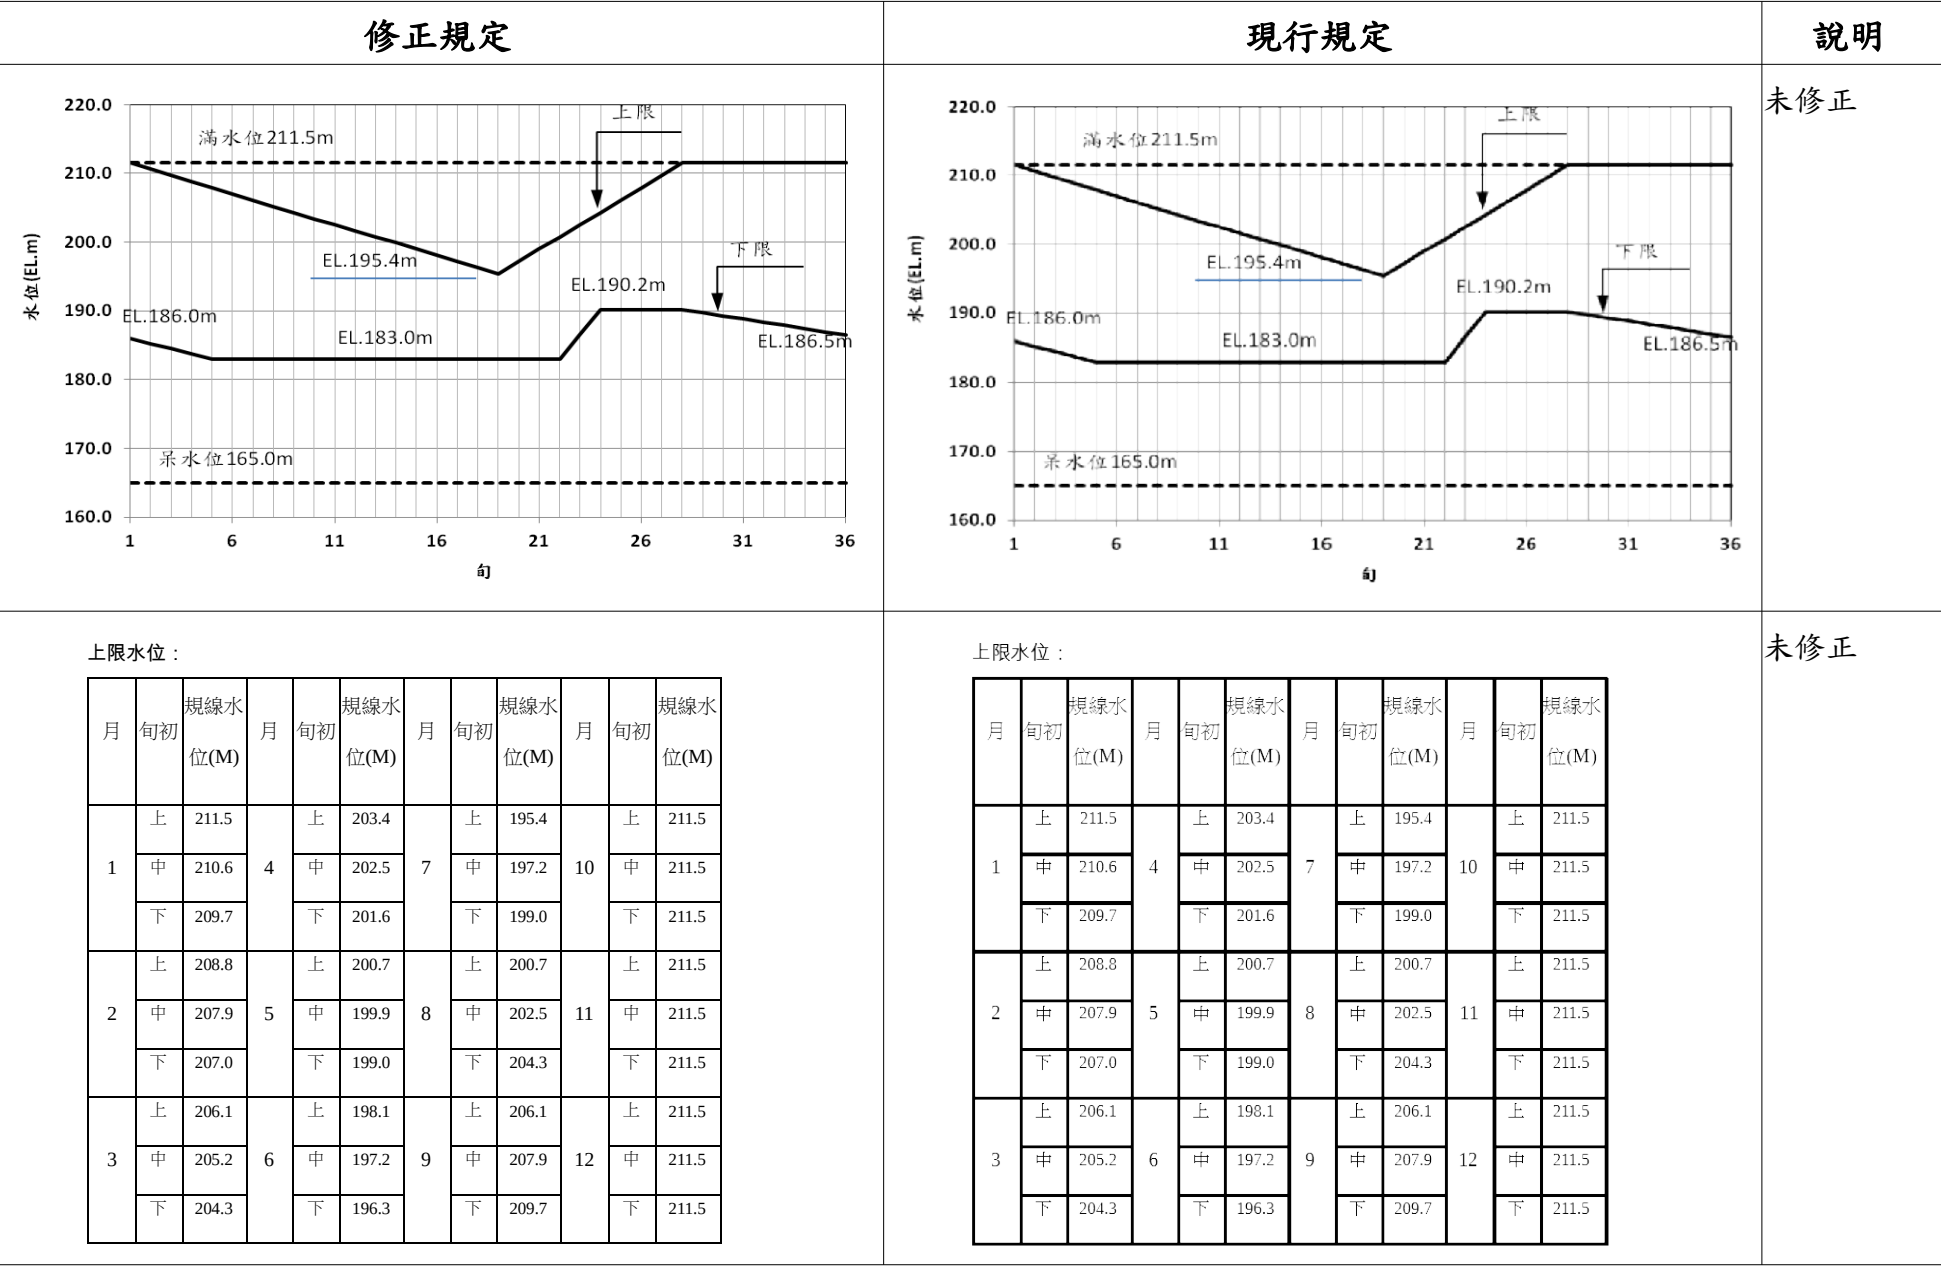 修正規定 現行規定 說明
未修正
220.0
210.0
200.0
190.0
180.0
170.0
160.0
水位(EL.m)
滿水位211.5m
上限
下限
EL.195.4m
EL.190.2m
EL.186.0m
EL.183.0m
EL.186.5m
呆水位165.0m
1 6 11 16 21 26 31 36
旬
220.0
210.0
200.0
190.0
180.0
170.0
160.0
水位(EL.m)
滿水位211.5m
上限
下限
EL.195.4m
EL.190.2m
EL.186.0m
EL.183.0m
EL.186.5m
呆水位165.0m
1 6 11 16 21 26 31 36
旬
未修正
上限水位：
月 旬初 規線水位(M) 月 旬初 規線水位(M) 月 旬初 規線水位(M) 月 旬初 規線水位(M)
上 211.5 上 203.4 上 195.4 上 211.5
1 中 210.6 4 中 202.5 7 中 197.2 10 中 211.5
下 209.7 下 201.6 下 199.0 下 211.5
上 208.8 上 200.7 上 200.7 上 211.5
2 中 207.9 5 中 199.9 8 中 202.5 11 中 211.5
下 207.0 下 199.0 下 204.3 下 211.5
上 206.1 上 198.1 上 206.1 上 211.5
3 中 205.2 6 中 197.2 9 中 207.9 12 中 211.5
下 204.3 下 196.3 下 209.7 下 211.5
上限水位：
月 旬初 規線水位(M) 月 旬初 規線水位(M) 月 旬初 規線水位(M) 月 旬初 規線水位(M)
上 211.5 上 203.4 上 195.4 上 211.5
1 中 210.6 4 中 202.5 7 中 197.2 10 中 211.5
下 209.7 下 201.6 下 199.0 下 211.5
上 208.8 上 200.7 上 200.7 上 211.5
2 中 207.9 5 中 199.9 8 中 202.5 11 中 211.5
下 207.0 下 199.0 下 204.3 下 211.5
上 206.1 上 198.1 上 206.1 上 211.5
3 中 205.2 6 中 197.2 9 中 207.9 12 中 211.5
下 204.3 下 196.3 下 209.7 下 211.5